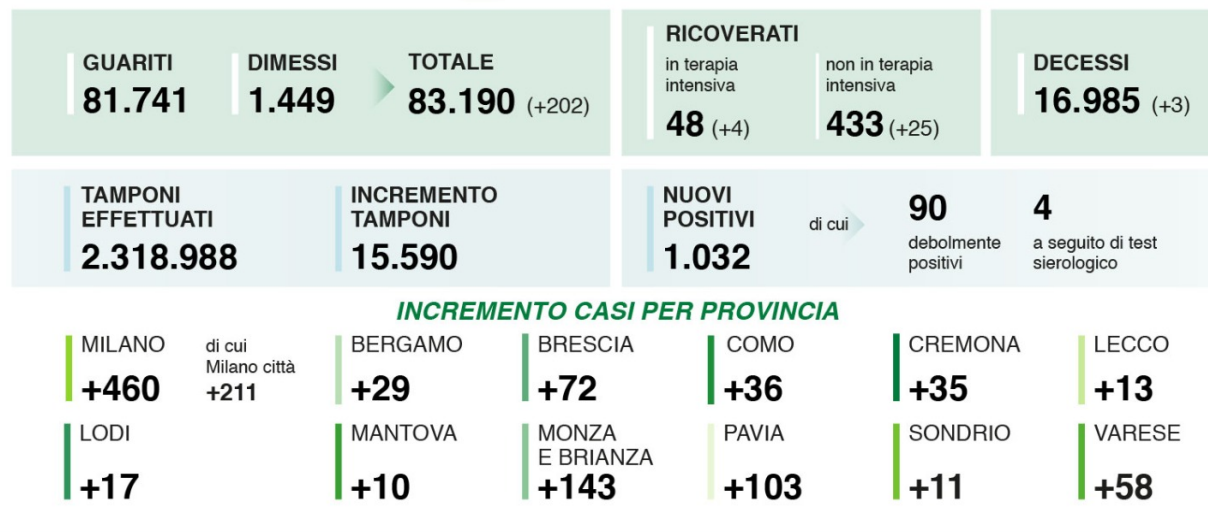 GUARITI
81.741
DIMESSI
1.449
TOTALE
83.190 (+202)
RICOVERATI
in terapia
intensiva
48 (+4)
non in terapia
intensiva
433 (+25)
DECESSI
16.985 (+3)
TAMPONI
EFFETTUATI
2.318.988
INCREMENTO
TAMPONI
15.590
NUOVI
POSITIVI
1.032
di cui
90
debolmente
positivi
4
a seguito di test
sierologico
INCREMENTO CASI PER PROVINCIA
MILANO
+460
di cui
Milano città
+211
BERGAMO
+29
BRESCIA
+72
COMO
+36
CREMONA
+35
LECCO
+13
LODI
+17
MANTOVA
+10
MONZA
E BRIANZA
+143
PAVIA
+103
SONDRIO
+11
VARESE
+58